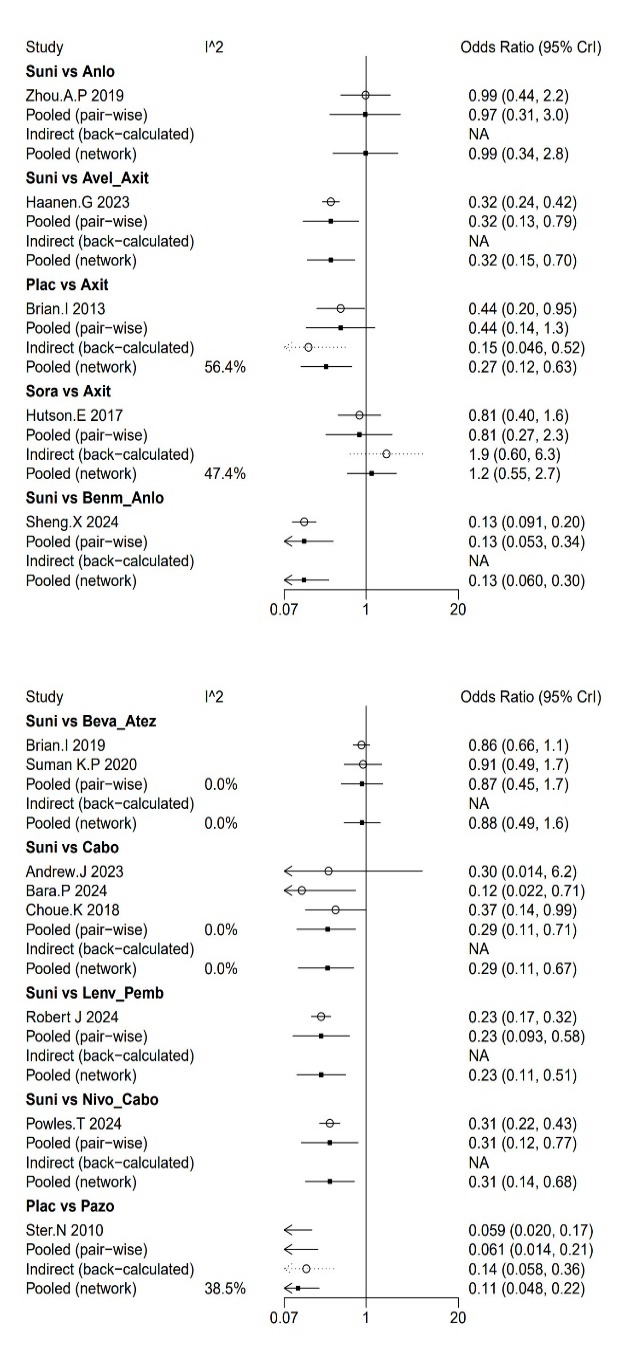 Study I^2 Odds Ratio (95% CrI)
Suni vs Anlo
Zhou.A.P 2019 0.99 (0.44, 2.2)
Pooled (pair−wise) 0.97 (0.31, 3.0)
Indirect (back−calculated) NA
Pooled (network) 0.99 (0.34, 2.8)
Suni vs Avel_Axit
Haanen.G 2023 0.32 (0.24, 0.42)
Pooled (pair−wise) 0.32 (0.13, 0.79)
Indirect (back−calculated) NA
Pooled (network) 0.32 (0.15, 0.70)
Plac vs Axit
Brian.I 2013 0.44 (0.20, 0.95)
Pooled (pair−wise) 0.44 (0.14, 1.3)
Indirect (back−calculated) 0.15 (0.046, 0.52)
Pooled (network) 56.4% 0.27 (0.12, 0.63)
Sora vs Axit
Hutson.E 2017 0.81 (0.40, 1.6)
Pooled (pair−wise) 0.81 (0.27, 2.3)
Indirect (back−calculated) 1.9 (0.60, 6.3)
Pooled (network) 47.4% 1.2 (0.55, 2.7)
Suni vs Benm_Anlo
Sheng.X 2024 0.13 (0.091, 0.20)
Pooled (pair−wise) 0.13 (0.053, 0.34)
Indirect (back−calculated) NA
Pooled (network) 0.13 (0.060, 0.30)
0.07 1 20
Study I^2 Odds Ratio (95% CrI)
Suni vs Beva_Atez
Brian.I 2019 0.86 (0.66, 1.1)
Suman K.P 2020 0.91 (0.49, 1.7)
Pooled (pair−wise) 0.0% 0.87 (0.45, 1.7)
Indirect (back−calculated) NA
Pooled (network) 0.0% 0.88 (0.49, 1.6)
Suni vs Cabo
Andrew.J 2023 0.30 (0.014, 6.2)
Bara.P 2024 0.12 (0.022, 0.71)
Choue.K 2018 0.37 (0.14, 0.99)
Pooled (pair−wise) 0.0% 0.29 (0.11, 0.71)
Indirect (back−calculated) NA
Pooled (network) 0.0% 0.29 (0.11, 0.67)
Suni vs Lenv_Pemb
Robert J 2024 0.23 (0.17, 0.32)
Pooled (pair−wise) 0.23 (0.093, 0.58)
Indirect (back−calculated) NA
Pooled (network) 0.23 (0.11, 0.51)
Suni vs Nivo_Cabo
Powles.T 2024 0.31 (0.22, 0.43)
Pooled (pair−wise) 0.31 (0.12, 0.77)
Indirect (back−calculated) NA
Pooled (network) 0.31 (0.14, 0.68)
Plac vs Pazo
Ster.N 2010 0.059 (0.020, 0.17)
Pooled (pair−wise) 0.061 (0.014, 0.21)
Indirect (back−calculated) 0.14 (0.058, 0.36)
Pooled (network) 38.5% 0.11 (0.048, 0.22)
0.07 1 20